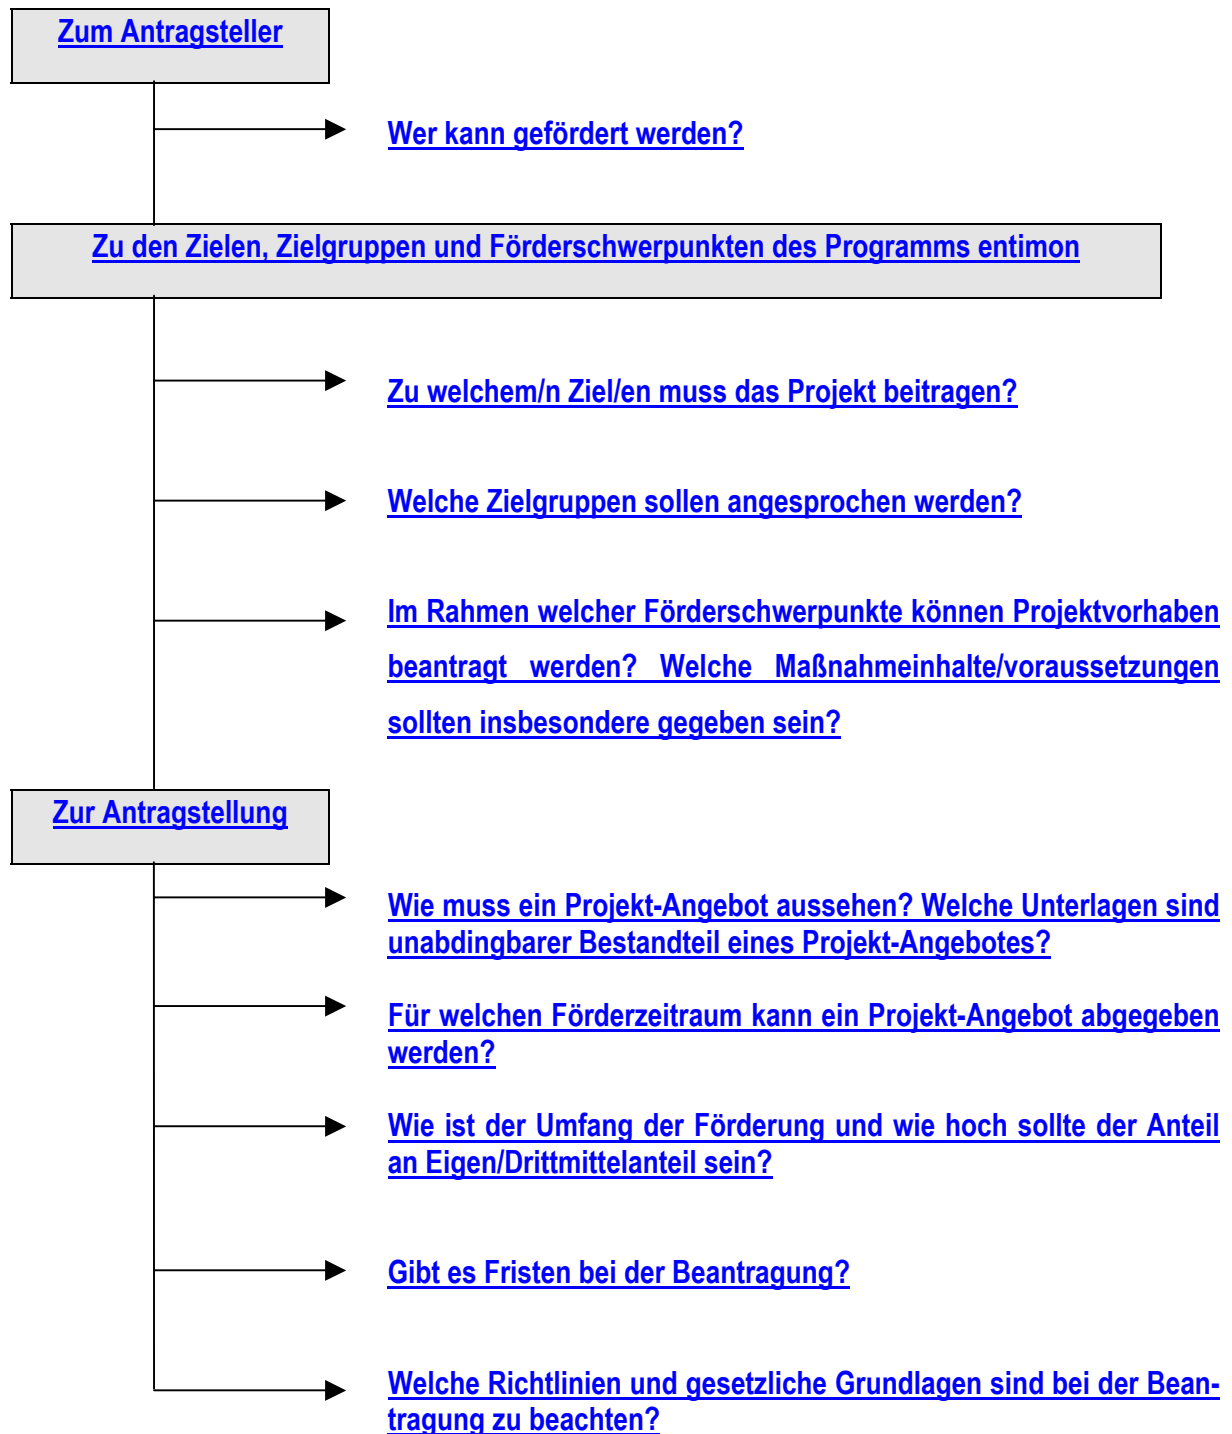 Zum Antragsteller
Wer kann gefördert werden?
Zu den Zielen, Zielgruppen und Förderschwerpunkten des Programms entimon
Zu welchem/n Ziel/en muss das Projekt beitragen?
Welche Zielgruppen sollen angesprochen werden?
Im Rahmen welcher Förderschwerpunkte können Projektvorhaben
beantragt werden? Welche Maßnahmeinhalte/voraussetzungen
sollten insbesondere gegeben sein?
Zur Antragstellung
Wie muss ein Projekt-Angebot aussehen? Welche Unterlagen sind
unabdingbarer Bestandteil eines Projekt-Angebotes?
Für welchen Förderzeitraum kann ein Projekt-Angebot abgegeben
werden?
Wie ist der Umfang der Förderung und wie hoch sollte der Anteil
an Eigen/Drittmittelanteil sein?
Gibt es Fristen bei der Beantragung?
Welche Richtlinien und gesetzliche Grundlagen sind bei der Bean-
tragung zu beachten?